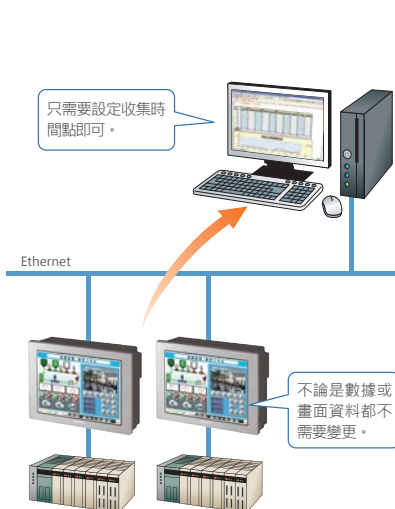 只需要設定收集時
間點即可。
Ethernet
不論是數據或
畫面資料都不
需要變更。